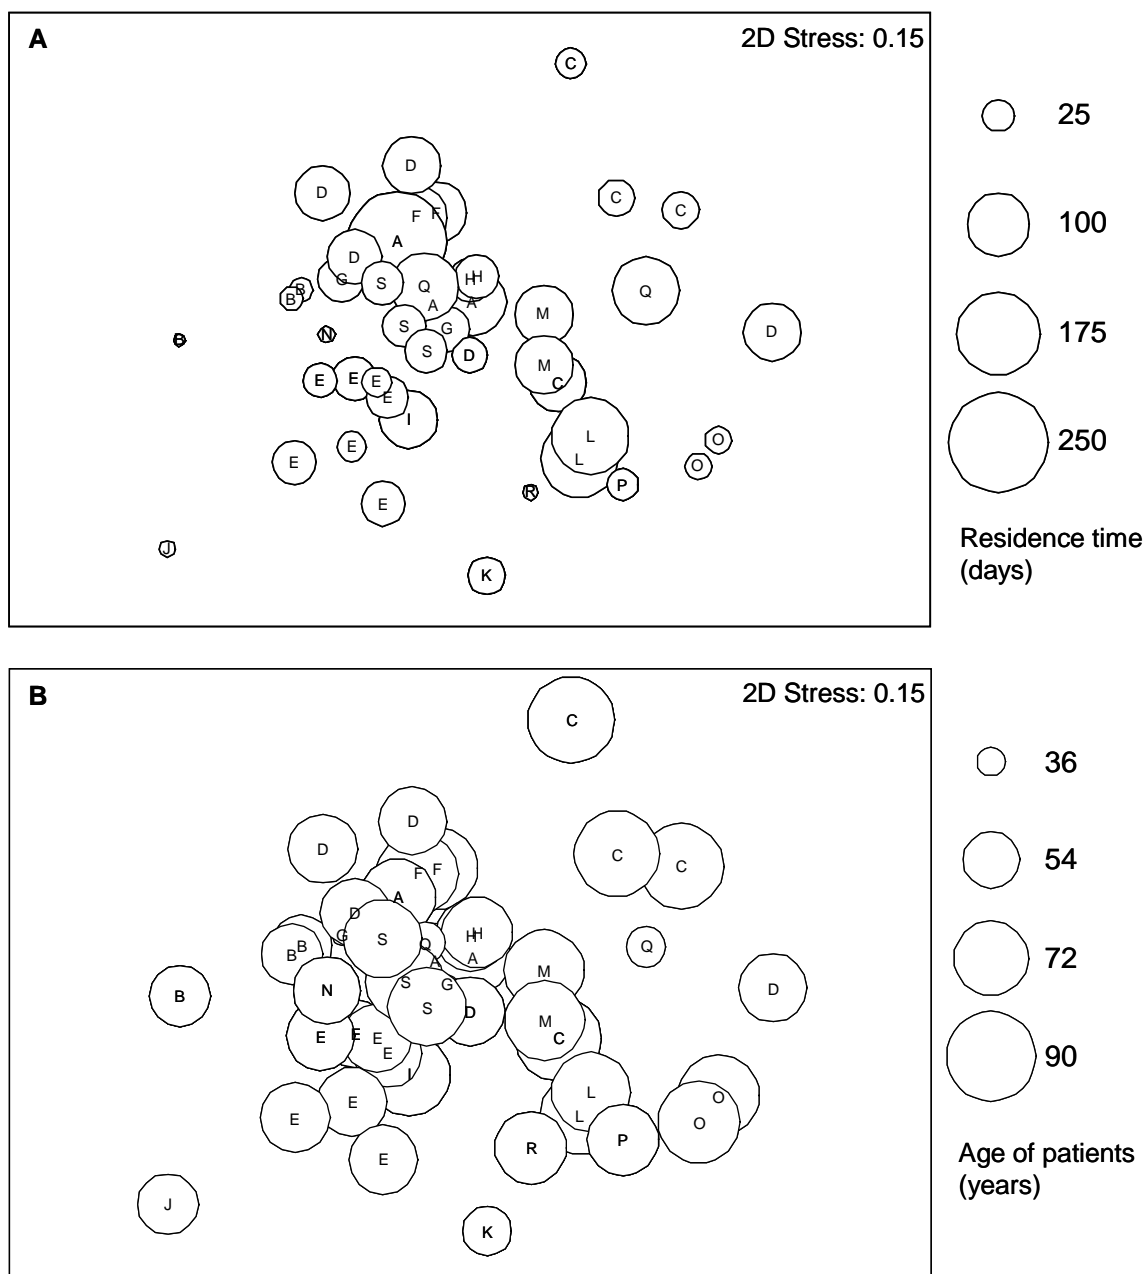 A
2D Stress: 0.15
C
D
D
C
C
F
F
A
D
G
S
Q
H
H
A
A
Q
B
B
M
D
B
N
S
G
S
D
M
C
E
E
E
E
I
E
E
L
L
O
O
P
R
E
J
K
25
100
175
250
Residence time
(days)
B
2D Stress: 0.15
C
D
D
C
C
F
F
A
D
G
S
Q
H
H
A
A
Q
B
B
M
D
B
N
S
G
S
D
M
C
E
E
E
E
I
E
E
L
L
O
O
P
R
E
J
K
36
54
72
90
Age of patients
(years)